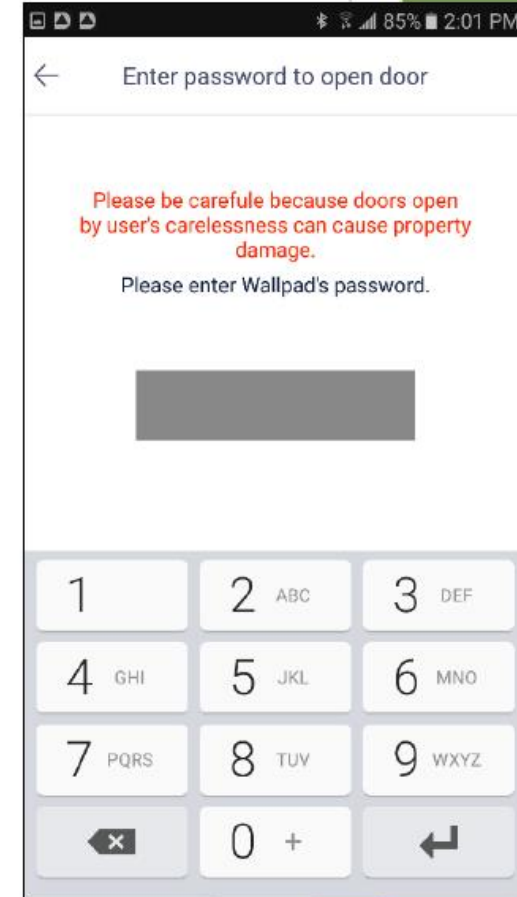 85% 2:01 PM
Enter password to open door
Please be carefule because doors open
by user's carelessness can cause property
damage.
Please enter Wallpad's password.
1 2 ABC 3 DEF
4 GHI 5 JKL 6 MNO
7 PQRS 8 TUV 9 WXYZ
0 +